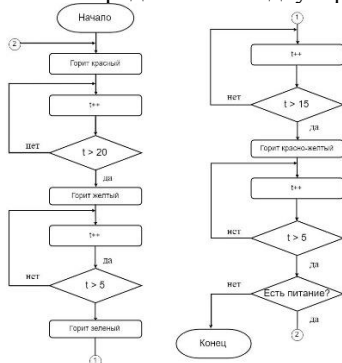 Начало
2
Горит красный
t++
нет
t > 20
да
Горит желтый
t++
да
нет
t > 5
Горит зеленый
1
1
t++
нет
t > 15
да
Горит красно-желтый
t++
нет
t > 5
да
нет
Есть питание?
да
Конец
2